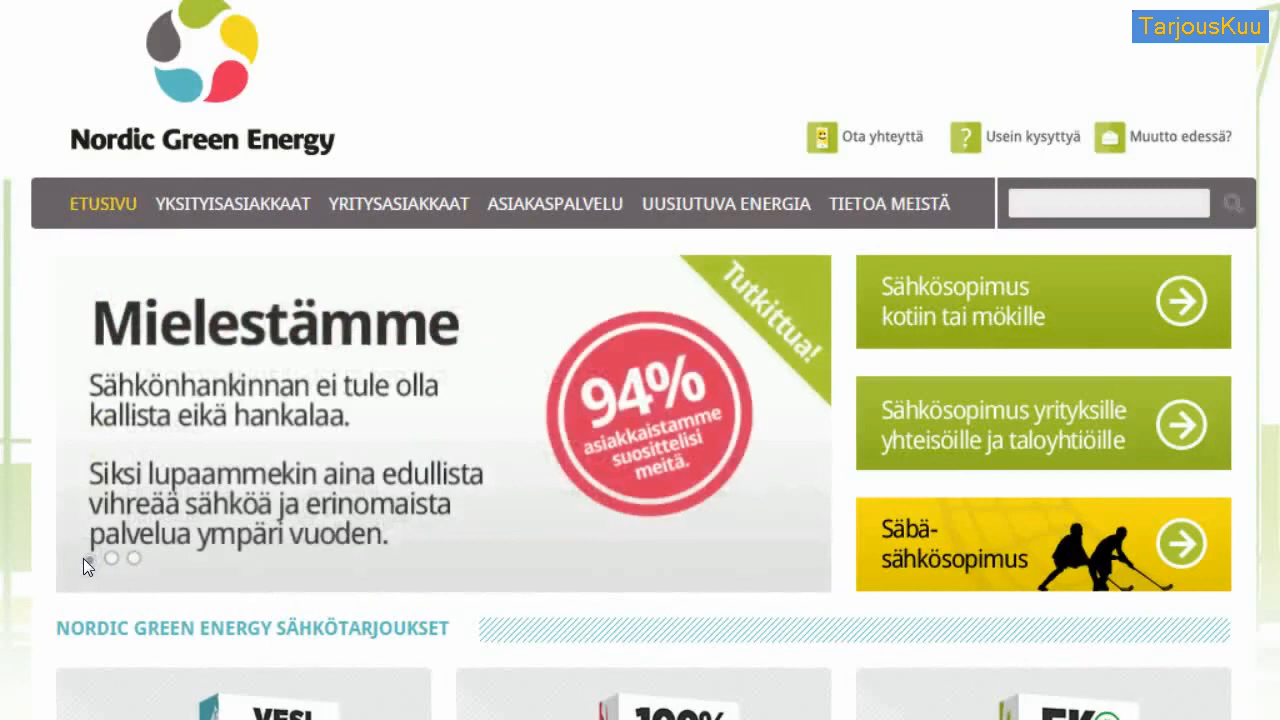 TarjousKuu
Nordic Green Energy
Ota yhteyttä
Usein kysyttyä
Muutto edessä?
ETUSIVU YKSITYISASIAKKAAT YRITYSASIAKKAAT ASIAKASPALVELU UUSIUTUVA ENERGIA TIETOA MEISTÄ
Mielestämme
Sähkönhankinnan ei tule olla
kallista eikä hankalaa.
Siksi lupaammekin aina edullista
vihreää sähköä ja erinomaista
palvelua ympäri vuoden.
Tutkittua!
94%
asiakkaistamme
suosittelisi
meitä.
Sähkösopimus
kotiin tai mökille
Sähkösopimus yrityksille
yhteisöille ja taloyhtiöille
Säbä-
sähkösopimus
NORDIC GREEN ENERGY SÄHKÖTARJOUKSET
VESI
100%
EKO